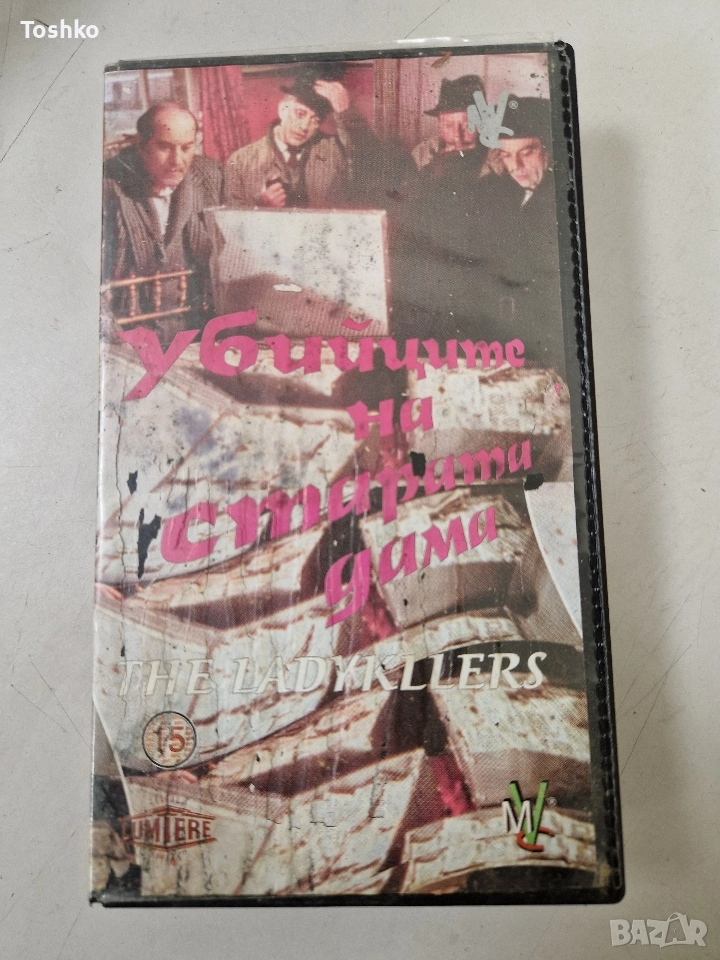 Toshko
Убийците
на
старата
дама
THE LADYKLLERS
15
LUMIERE
MVC
BAZAR